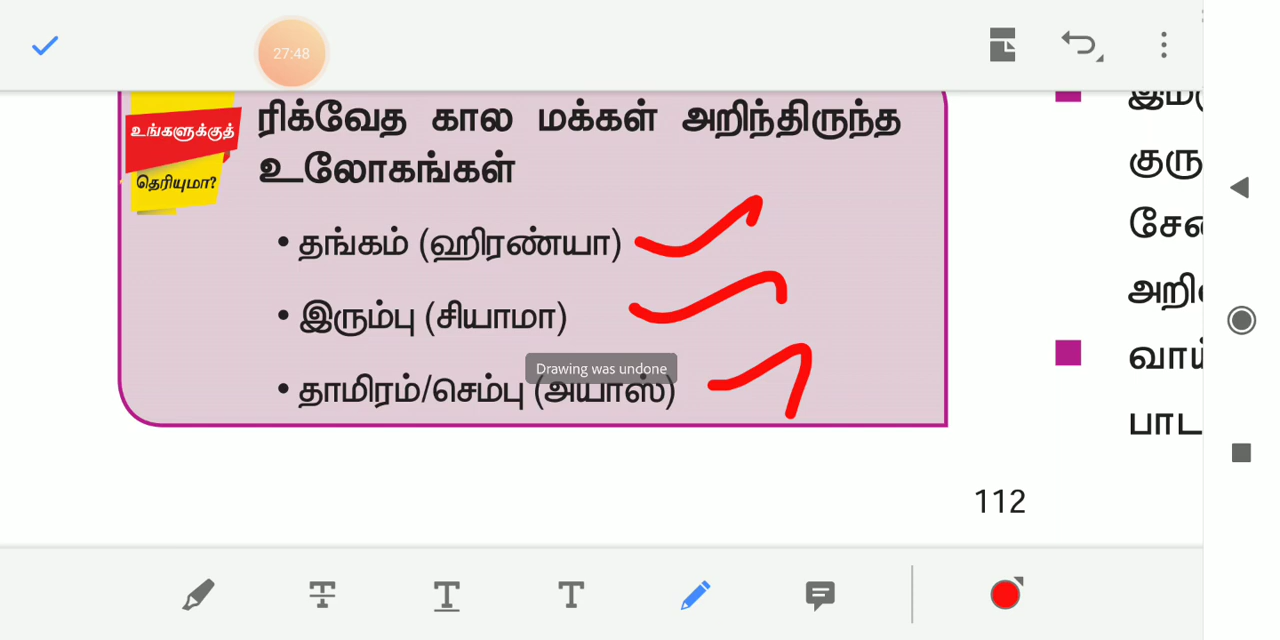 27:48
உங்களுக்குத்
தெரியுமா?
ரிக்வேத கால மக்கள் அறிந்திருந்த
உலோகங்கள்
• தங்கம் (ஹிரண்யா)
• இரும்பு (சியாமா)
Drawing was undone
• தாமிரம்/செம்பு (அயாஸ்)
112
குரு
வாய்
பாட
T
T
T